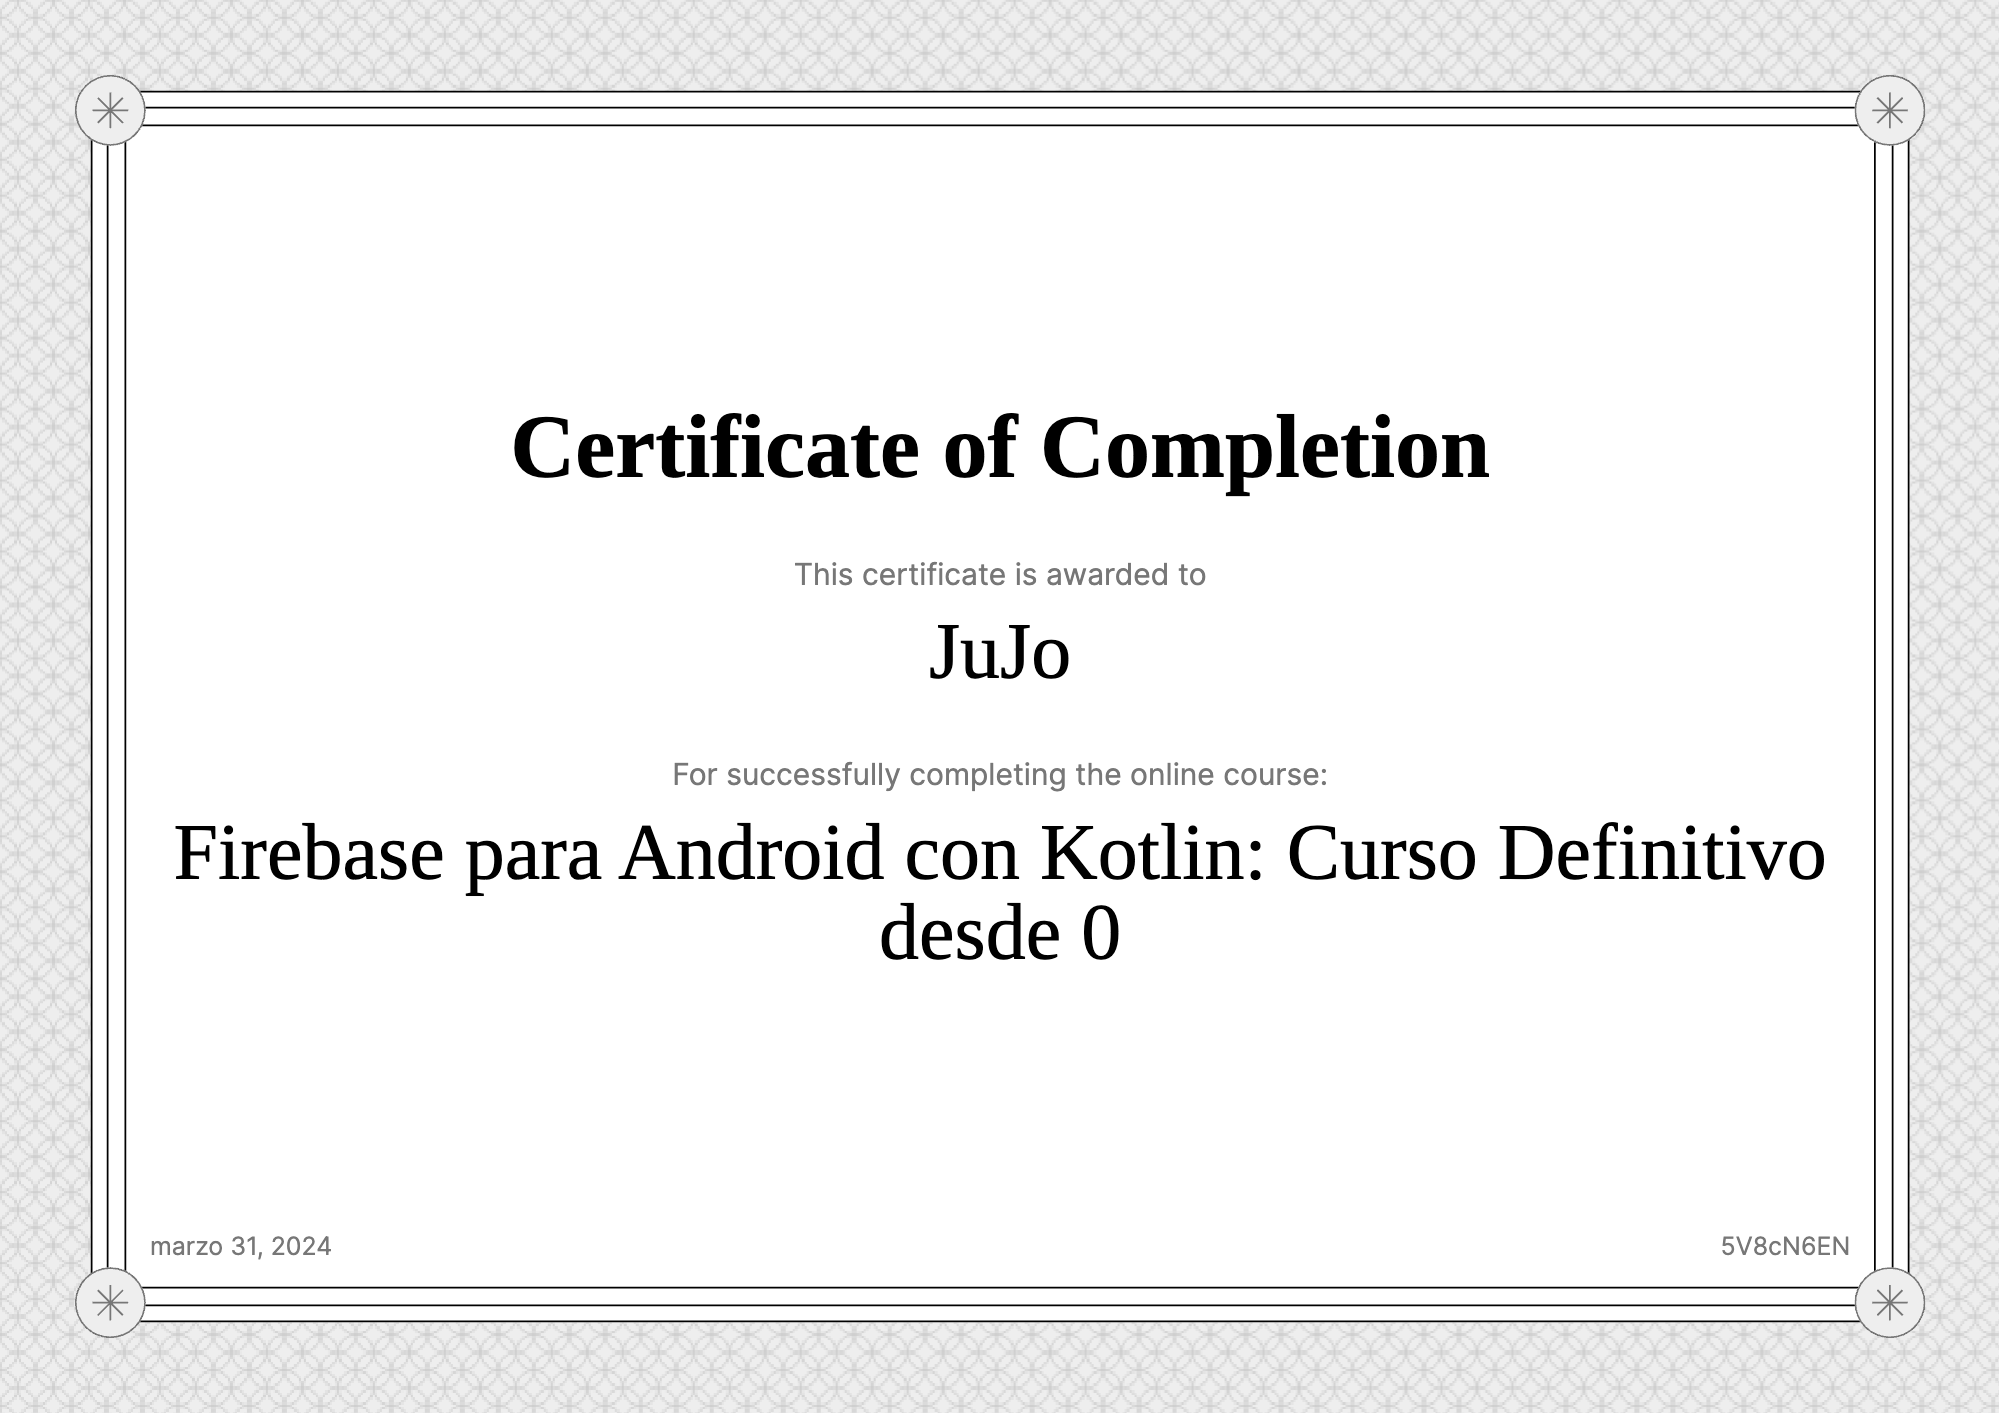 Certificate of Completion
This certificate is awarded to
JuJo
For successfully completing the online course:
Firebase para Android con Kotlin: Curso Definitivo
desde 0
marzo 31, 2024
5V8cN6EN